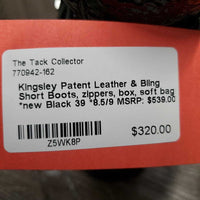 The Tack Collector
770942-162
Kingsley Patent Leather & Bling
Short Boots, zippers, box, soft bag
*new Black 39 *8.5/9 MSRP: $539.00
$320.00
Z5WK8P